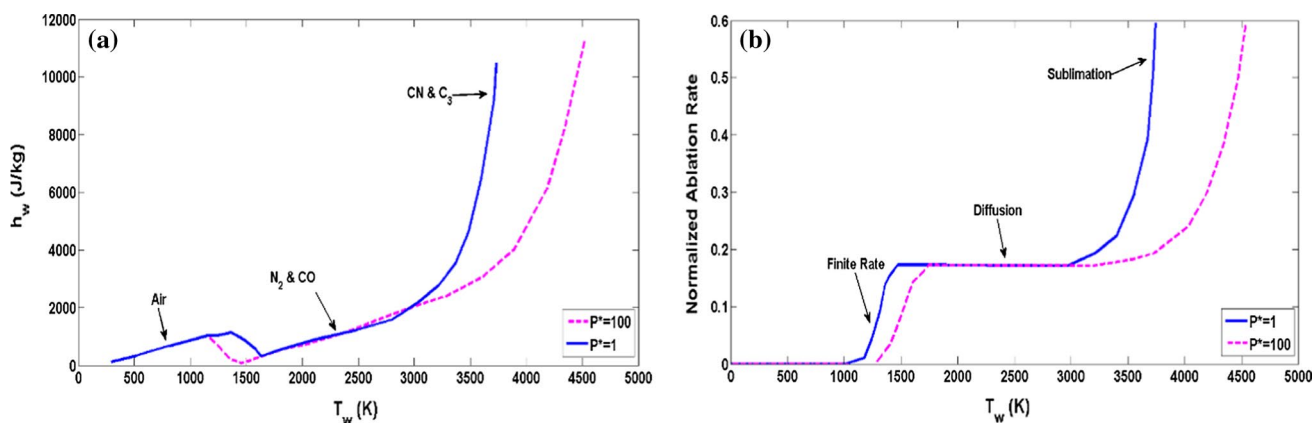 (a)
12000
10000
8000
6000
4000
2000
0
h_w (J/kg)
CN & C₃
N₂ & CO
Air
P*=100
P*=1
0 500 1000 1500 2000 2500 3000 3500 4000 4500 5000
T_w (K)
(b)
0.6
0.5
0.4
0.3
0.2
0.1
0
Normalized Ablation Rate
Sublimation
Diffusion
Finite Rate
P*=1
P*=100
0 500 1000 1500 2000 2500 3000 3500 4000 4500 5000
T_w (K)